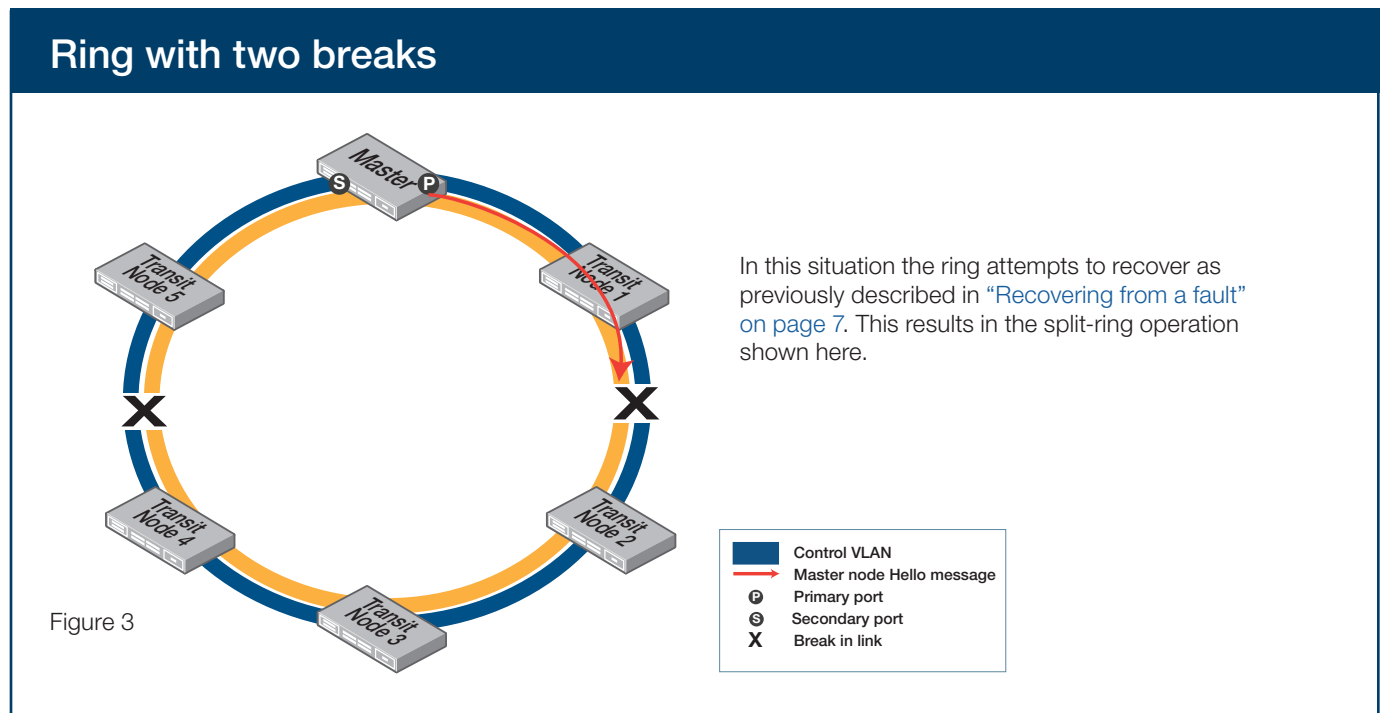 Ring with two breaks
Master
S
P
Transit
Node 5
Transit
Node 1
In this situation the ring attempts to recover as
previously described in “Recovering from a fault”
on page 7. This results in the split-ring operation
shown here.
X
X
Transit
Node 4
Transit
Node 2
Transit
Node 3
Figure 3
Control VLAN
Master node Hello message
P Primary port
S Secondary port
X Break in link